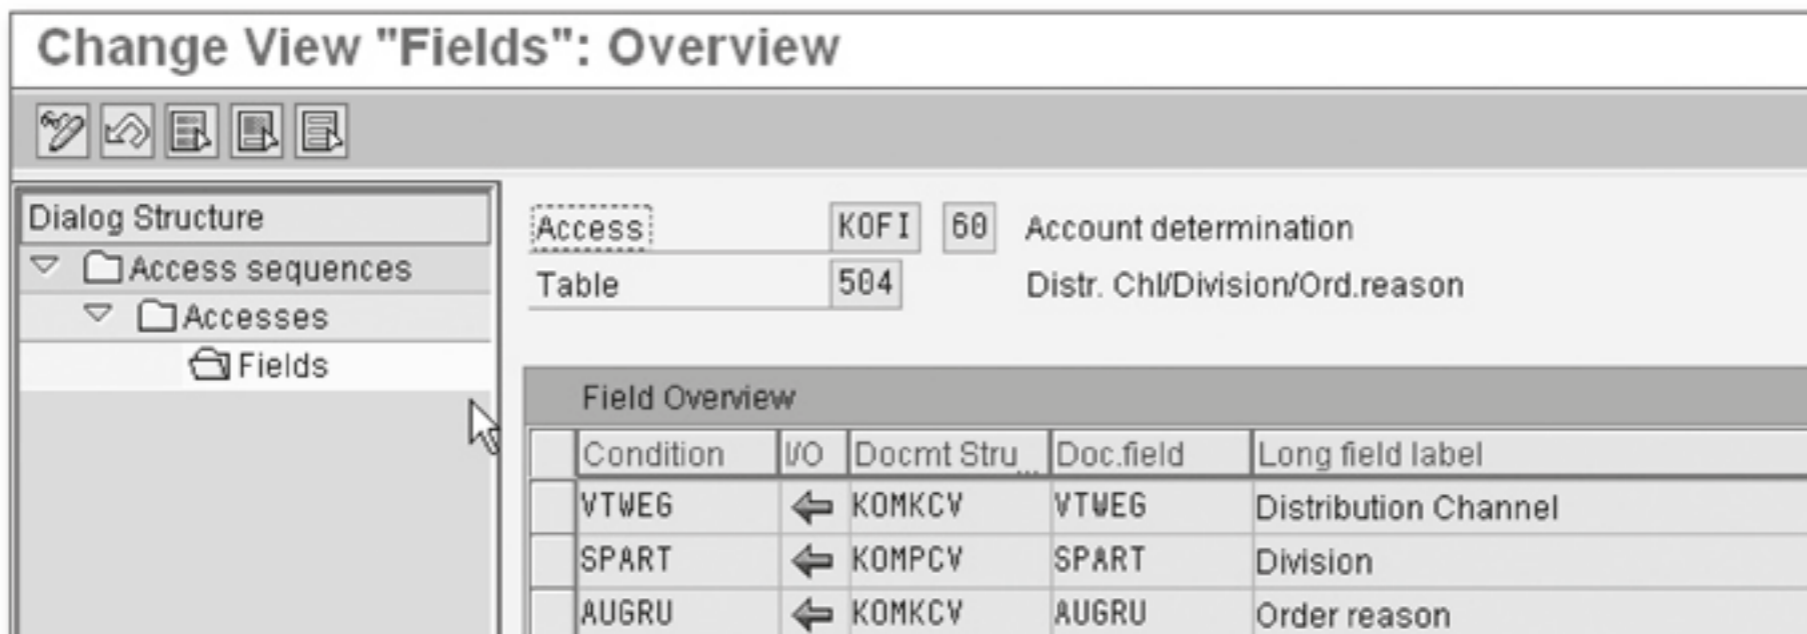 Change View "Fields": Overview
Dialog Structure
Access sequences
Accesses
Fields
Access KOFI 60 Account determination
Table 504 Distr. Chl/Division/Ord.reason
Field Overview
Condition I/O Docmt Stru... Doc.field Long field label
VTWEG KOMKCV VTWEG Distribution Channel
SPART KOMPCV SPART Division
AUGRU KOMKCV AUGRU Order reason